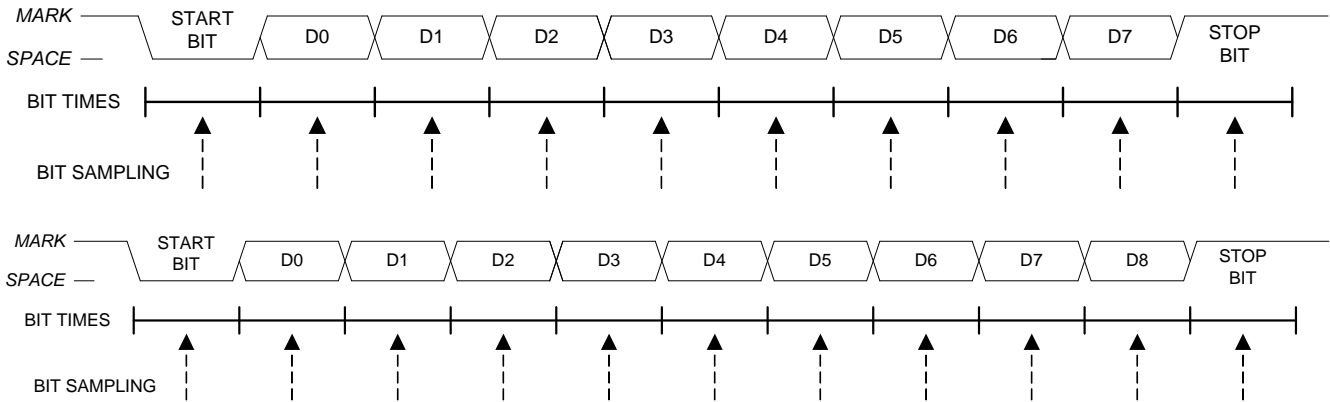 MARK START BIT D0 D1 D2 D3 D4 D5 D6 D7 STOP BIT
SPACE
BIT TIMES
BIT SAMPLING
MARK START BIT D0 D1 D2 D3 D4 D5 D6 D7 D8 STOP BIT
SPACE
BIT TIMES
BIT SAMPLING